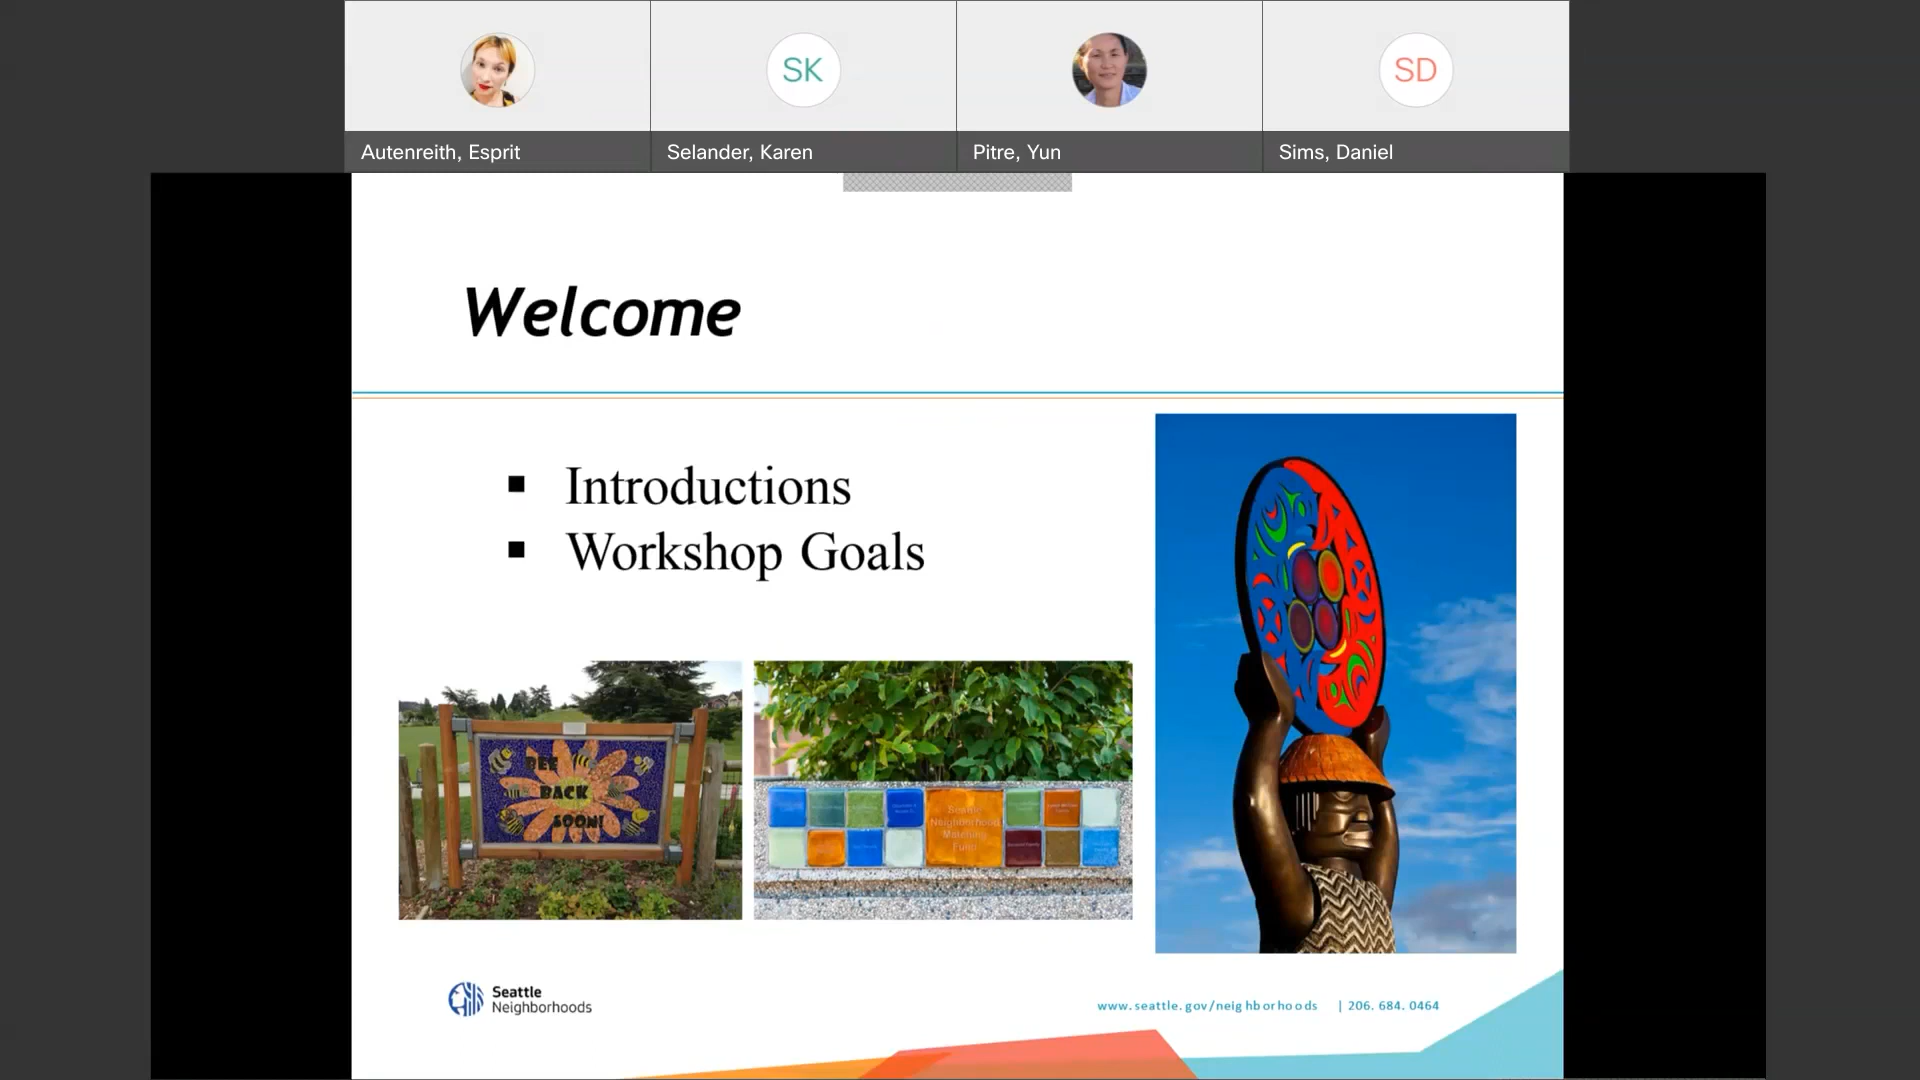 SK
SD
Autenreith, Esprit
Selander, Karen
Pitre, Yun
Sims, Daniel
Welcome
▪ Introductions
▪ Workshop Goals
BEE
BACK
SOON!
Seattle
Neighborhood
Matching
Fund
Seattle
Neighborhoods
www.seattle.gov/neighborhoods | 206. 684. 0464